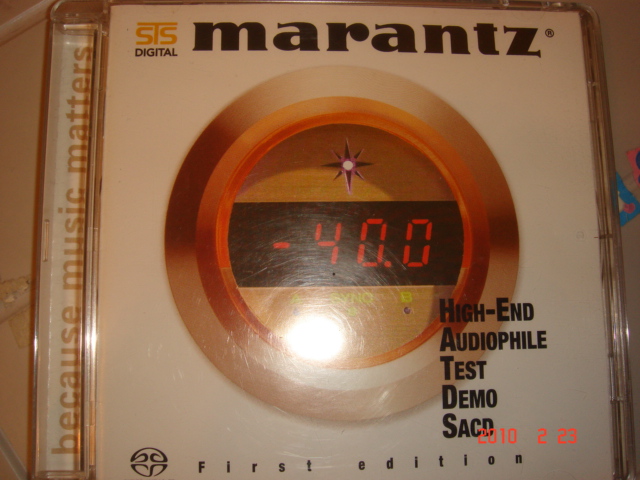 STS
DIGITAL
marantz®
because music matters
-40.0
B
HIGH-END
AUDIOPHILE
TEST
DEMO
SACD
2010 2 23
First edition